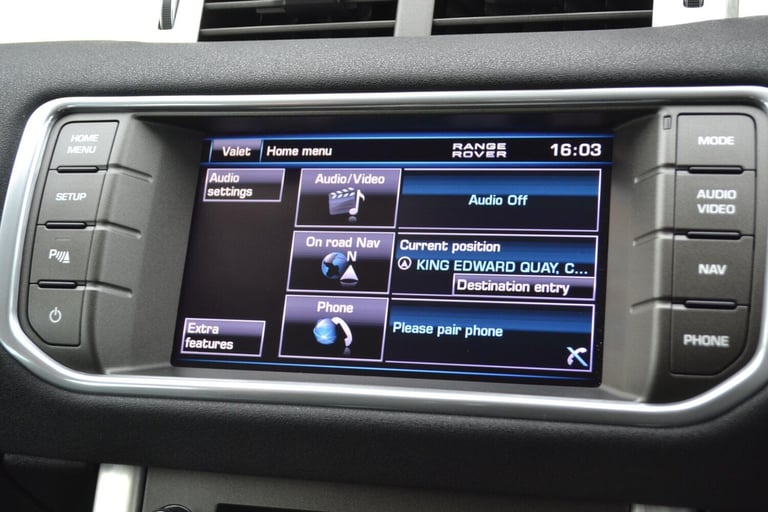 HOME
MENU
SETUP
P
Valet
Home menu
RANGE
ROVER
16:03
Audio
settings
Audio/Video
Audio Off
On road Nav
N
Current position
KING EDWARD QUAY, C...
Destination entry
Phone
Please pair phone
Extra
features
MODE
AUDIO
VIDEO
NAV
PHONE